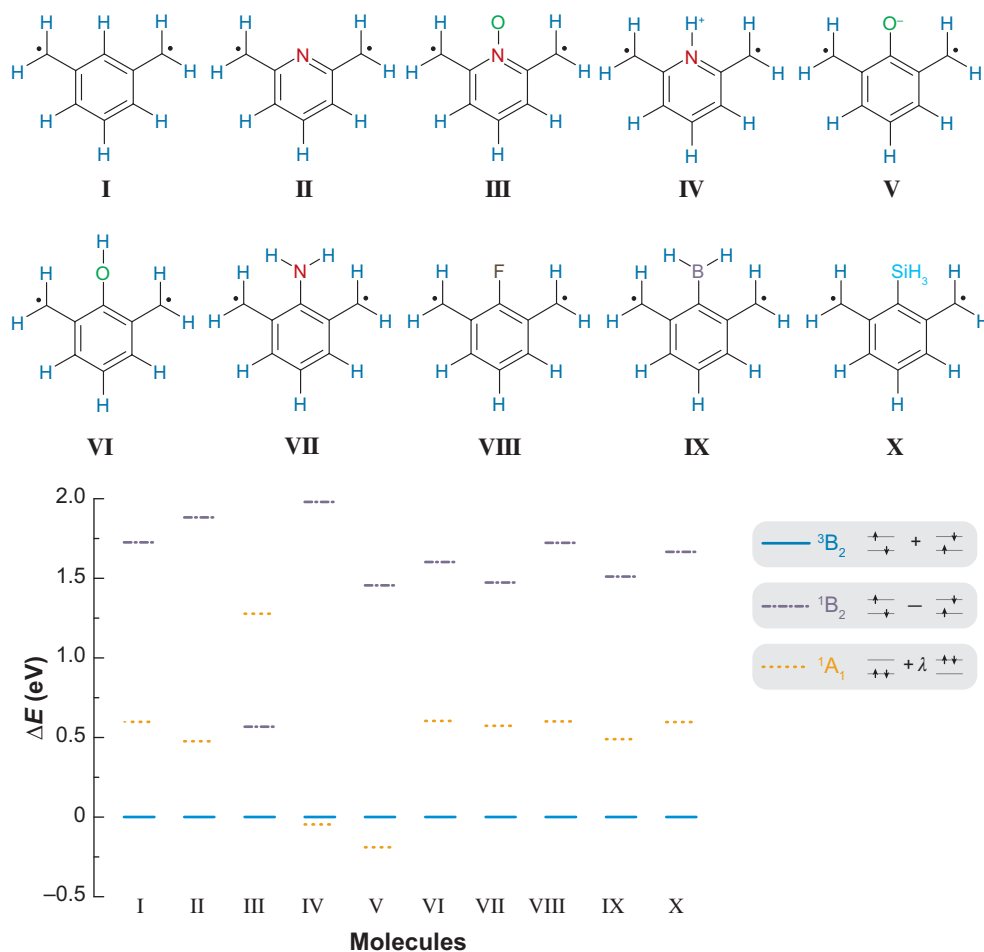 H H H H O H H H⁺ H H O⁻ H
C • C • C • N C • C • N C • C • N C • C • C •
H H H H H H H H H H
H H H H H H H H H H
H H H H H
I II III IV V
H
H O H H H N H H H F H H H B H H H SiH₃ H
C • C • C • C • C • C • C • C • C • C •
H H H H H H H H H H
H H H H H H H H H H
H H H H H
VI VII VIII IX X
2.0
1.5
1.0
0.5
0
–0.5
ΔE (eV)
I II III IV V VI VII VIII IX X
Molecules
³B₂ +
¹B₂ –
¹A₁ + λ